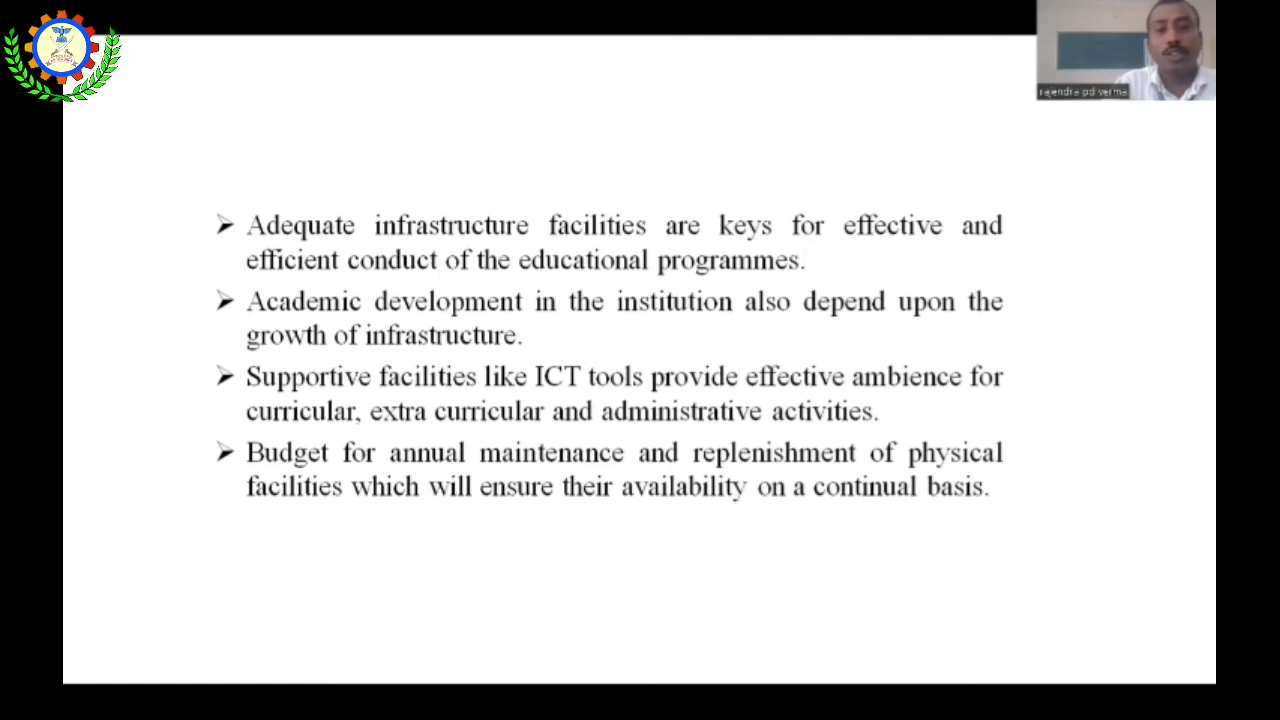 rajendra pd verma
➢ Adequate infrastructure facilities are keys for effective and
efficient conduct of the educational programmes.
➢ Academic development in the institution also depend upon the
growth of infrastructure.
➢ Supportive facilities like ICT tools provide effective ambience for
curricular, extra curricular and administrative activities.
➢ Budget for annual maintenance and replenishment of physical
facilities which will ensure their availability on a continual basis.